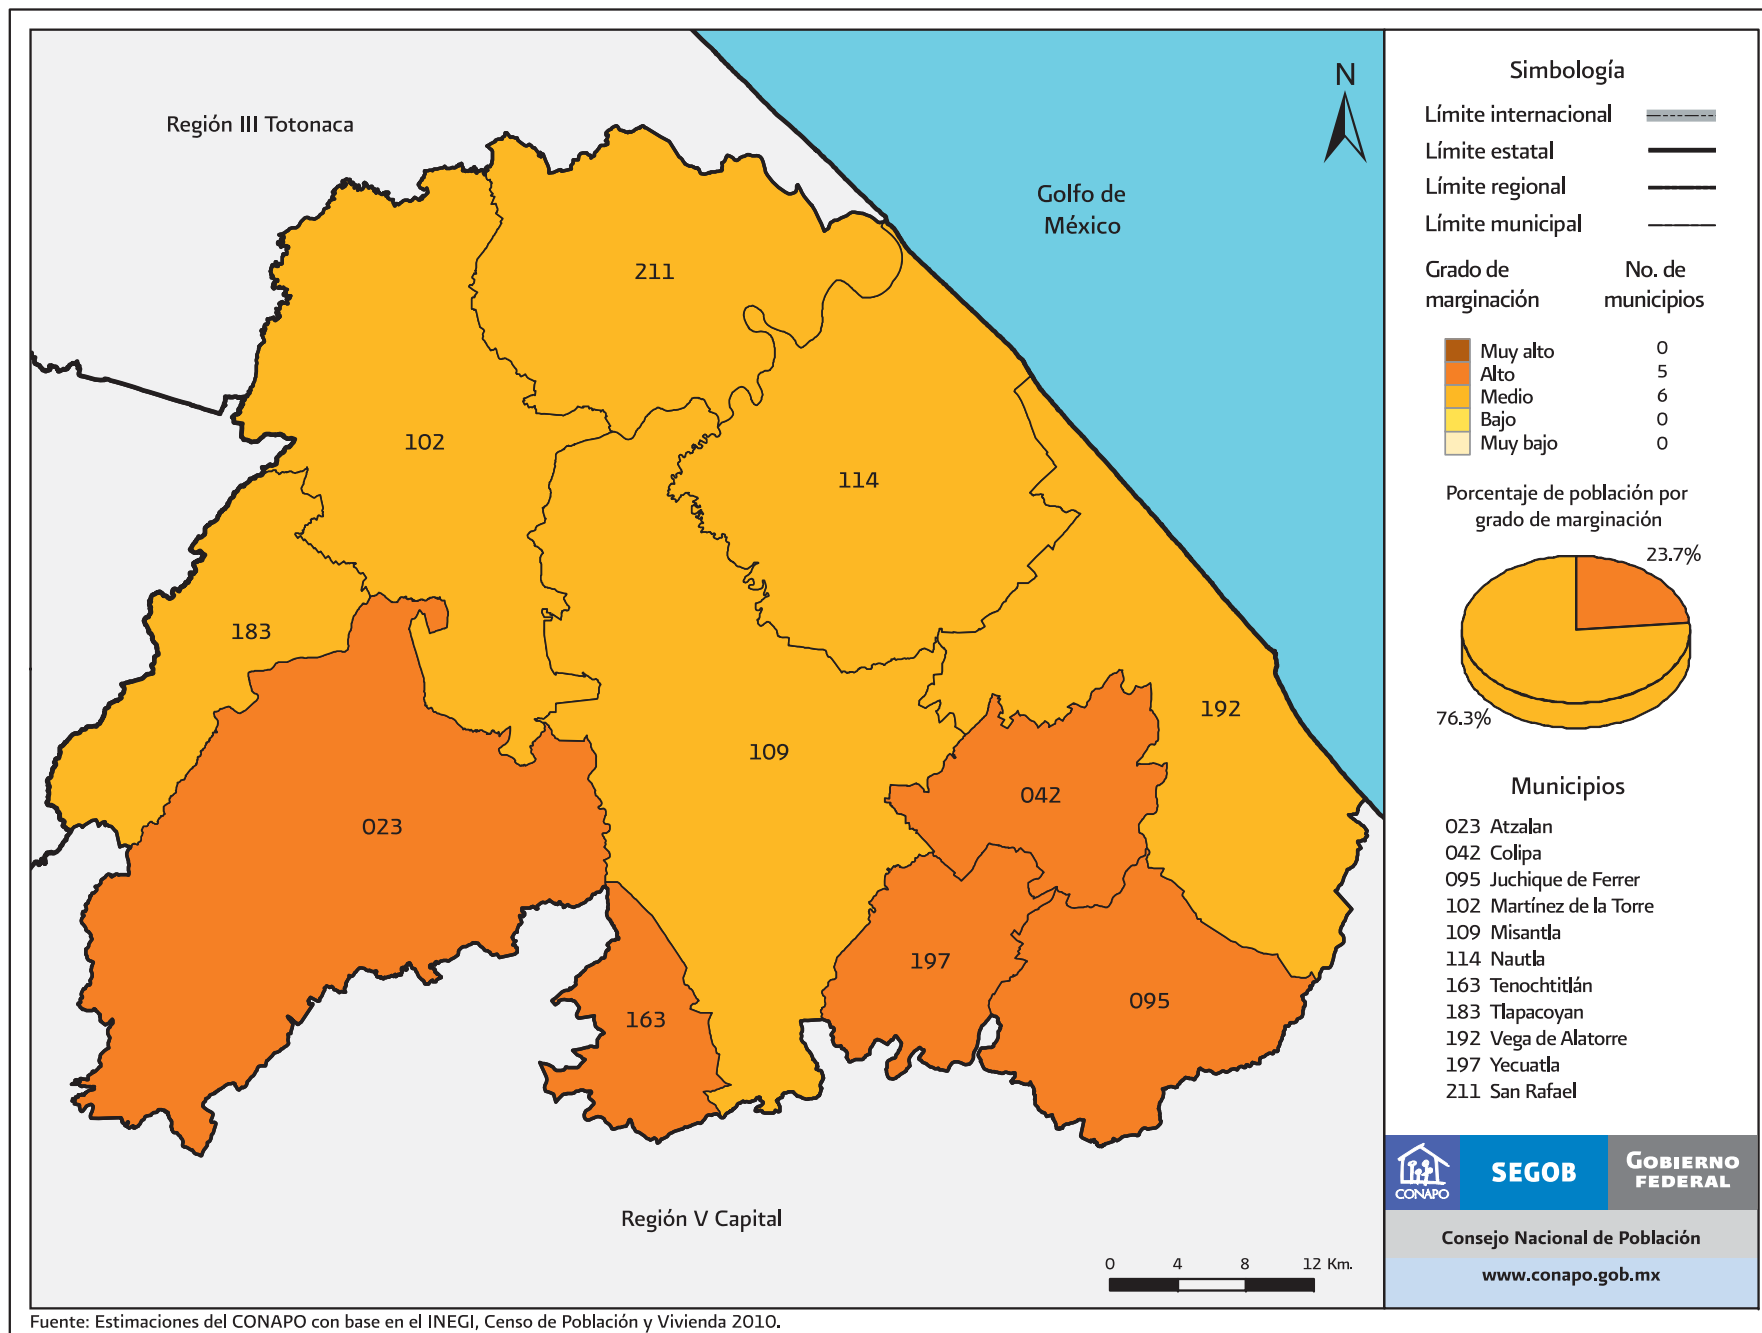 Región III Totonaca
N
Golfo de
México
211
102
114
183
192
109
042
023
197
095
163
Región V Capital
0 4 8 12 Km.
Simbología
Límite internacional
Límite estatal
Límite regional
Límite municipal
Grado de marginación No. de municipios
Muy alto 0
Alto 5
Medio 6
Bajo 0
Muy bajo 0
Porcentaje de población por
grado de marginación
23.7%
76.3%
Municipios
023 Atzalan
042 Colipa
095 Juchique de Ferrer
102 Martínez de la Torre
109 Misantla
114 Nautla
163 Tenochtitlán
183 Tlapacoyan
192 Vega de Alatorre
197 Yecuatla
211 San Rafael
CONAPO
SEGOB
GOBIERNO
FEDERAL
Consejo Nacional de Población
www.conapo.gob.mx
Fuente: Estimaciones del CONAPO con base en el INEGI, Censo de Población y Vivienda 2010.